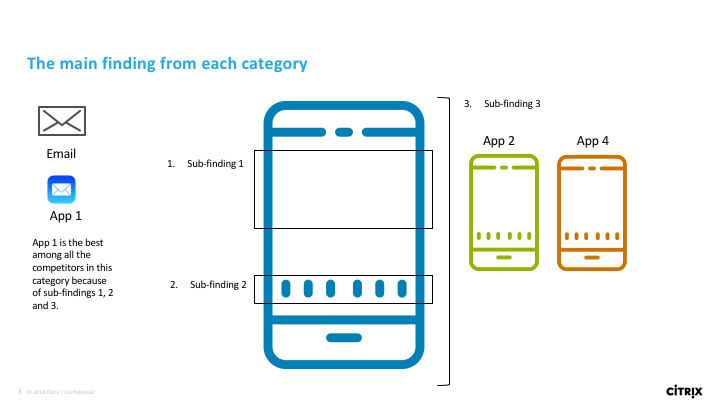 The main finding from each category
Email
App 1
App 1 is the best
among all the
competitors in this
category because
of sub-findings 1, 2
and 3.
1. Sub-finding 1
2. Sub-finding 2
3. Sub-finding 3
App 2
App 4
5 © 2016 Citrix | Confidential
CITRIX